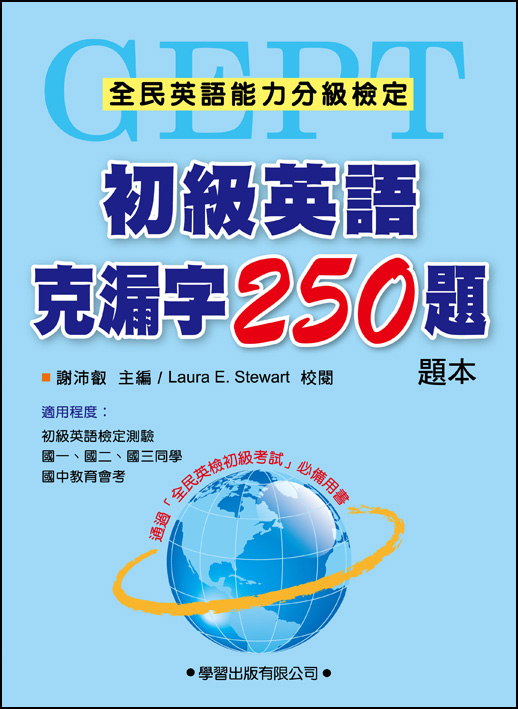 GEPT
全民英語能力分級檢定
初級英語
克漏字250題
題本
■ 謝沛叡 主編 / Laura E. Stewart 校閱
適用程度：
初級英語檢定測驗
國一、國二、國三同學
國中教育會考
通過「全民英檢初級考試」必備用書
● 學習出版有限公司 ●